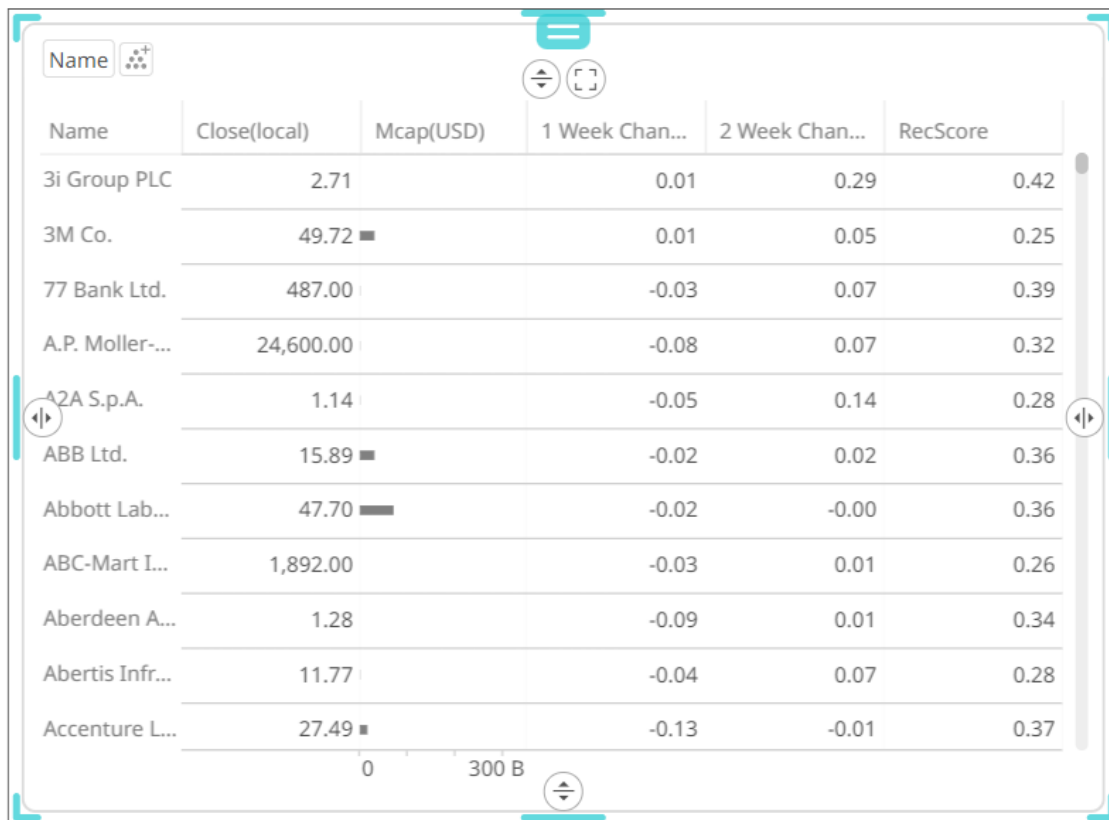 Name
Name Close(local) Mcap(USD) 1 Week Chan... 2 Week Chan... RecScore
3i Group PLC 2.71 0.01 0.29 0.42
3M Co. 49.72 0.01 0.05 0.25
77 Bank Ltd. 487.00 -0.03 0.07 0.39
A.P. Moller-... 24,600.00 -0.08 0.07 0.32
A2A S.p.A. 1.14 -0.05 0.14 0.28
ABB Ltd. 15.89 -0.02 0.02 0.36
Abbott Lab... 47.70 -0.02 -0.00 0.36
ABC-Mart I... 1,892.00 -0.03 0.01 0.26
Aberdeen A... 1.28 -0.09 0.01 0.34
Abertis Infr... 11.77 -0.04 0.07 0.28
Accenture L... 27.49 -0.13 -0.01 0.37
0 300 B